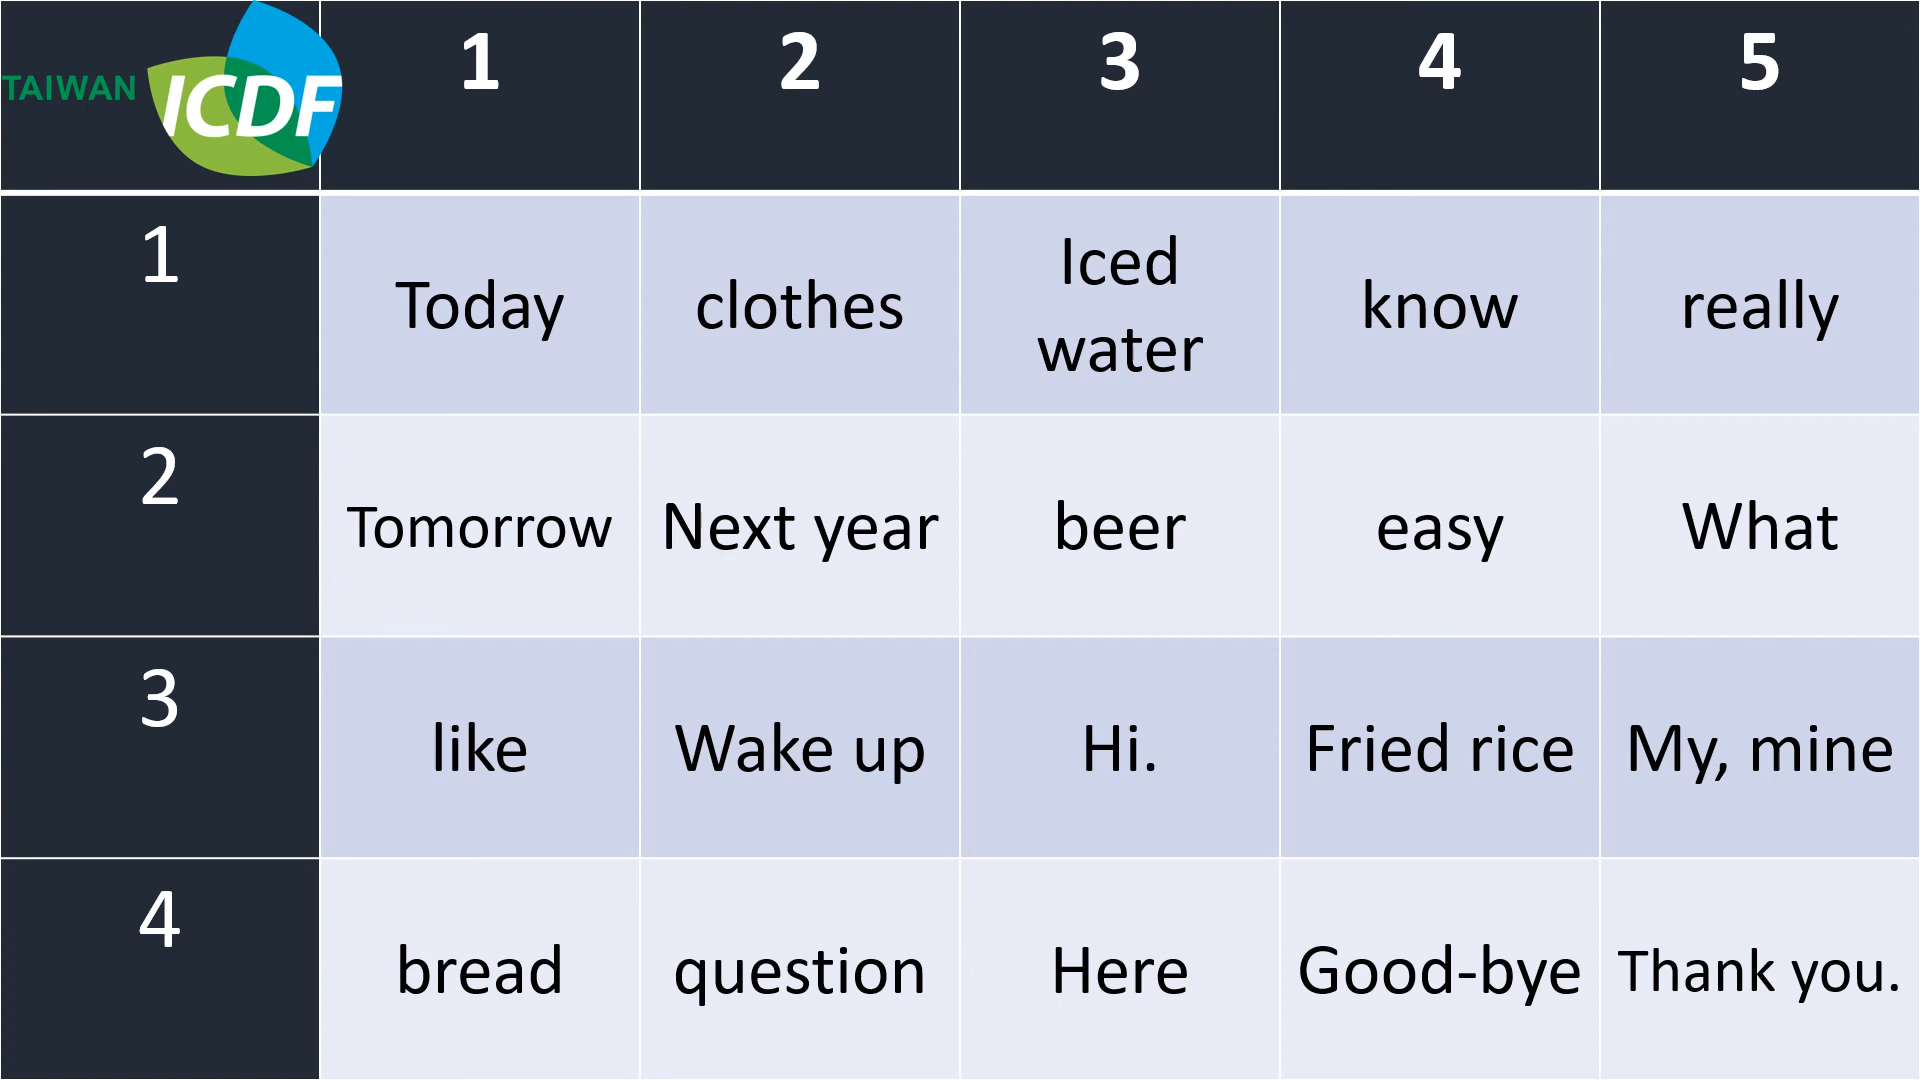 TAIWAN ICDF 1 2 3 4 5
1 Today clothes Iced water know really
2 Tomorrow Next year beer easy What
3 like Wake up Hi. Fried rice My, mine
4 bread question Here Good-bye Thank you.